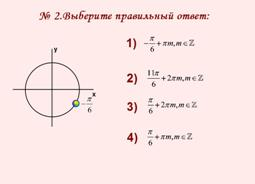 № 2.Выберите правильный ответ:
y
x
−π/6
1) −π/6 + πm, m ∈ ℤ
2) 11π/6 + 2πm, m ∈ ℤ
3) π/6 + 2πm, m ∈ ℤ
4) π/6 + πm, m ∈ ℤ